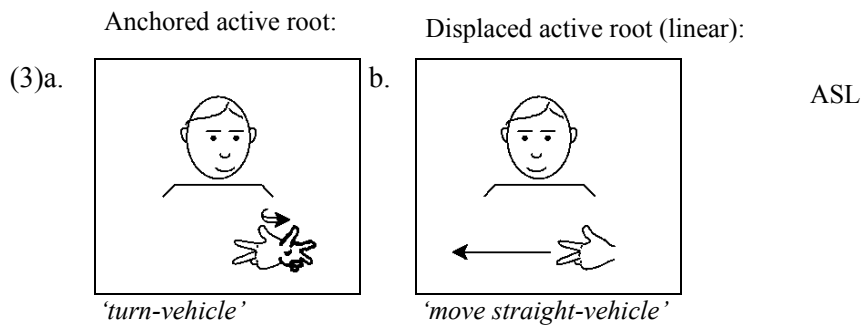 Anchored active root:
Displaced active root (linear):
(3)a.
b.
ASL
‘turn-vehicle’
‘move straight-vehicle’